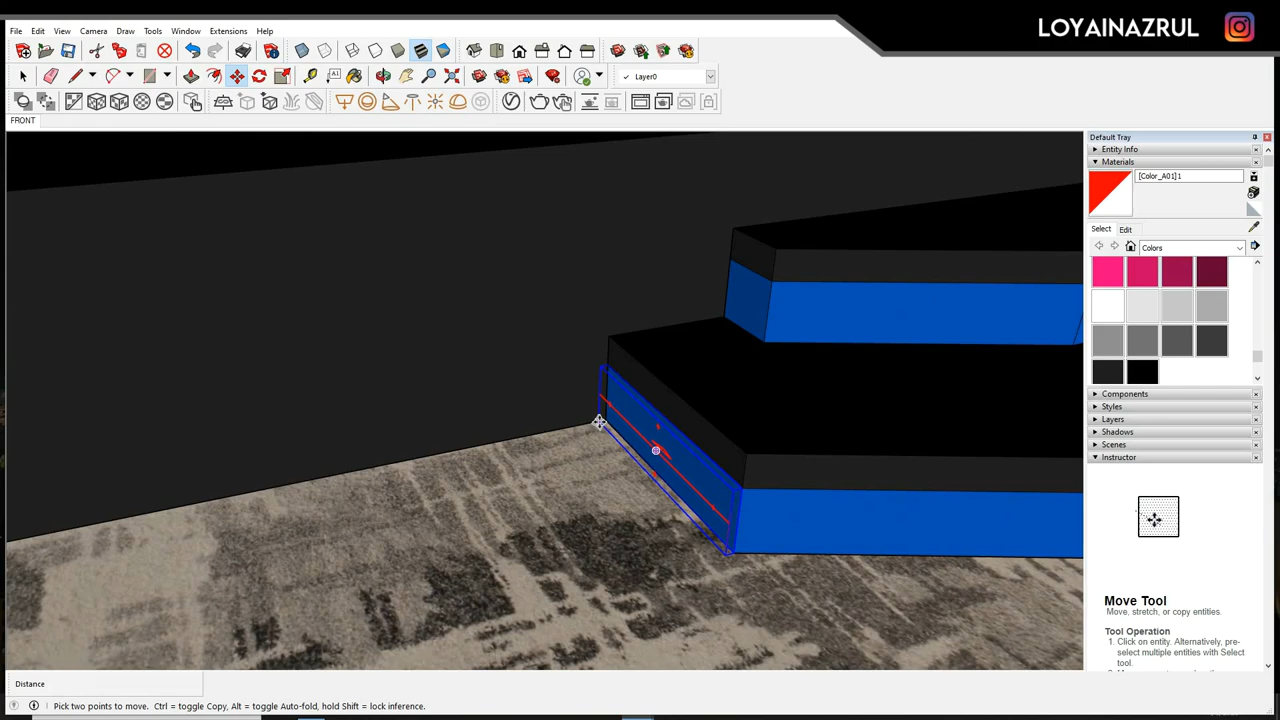 LOYAINAZRUL
File Edit View Camera Draw Tools Window Extensions Help
Layer0
FRONT
Default Tray
Entity Info
Materials
[Color_A01]1
Select Edit
Colors
Components
Styles
Layers
Shadows
Scenes
Instructor
Move Tool
Move, stretch, or copy entities.
Tool Operation
1. Click on entity. Alternatively, pre-
select multiple entities with Select
tool.
Distance
Pick two points to move. Ctrl = toggle Copy, Alt = toggle Auto-fold, hold Shift = lock inference.